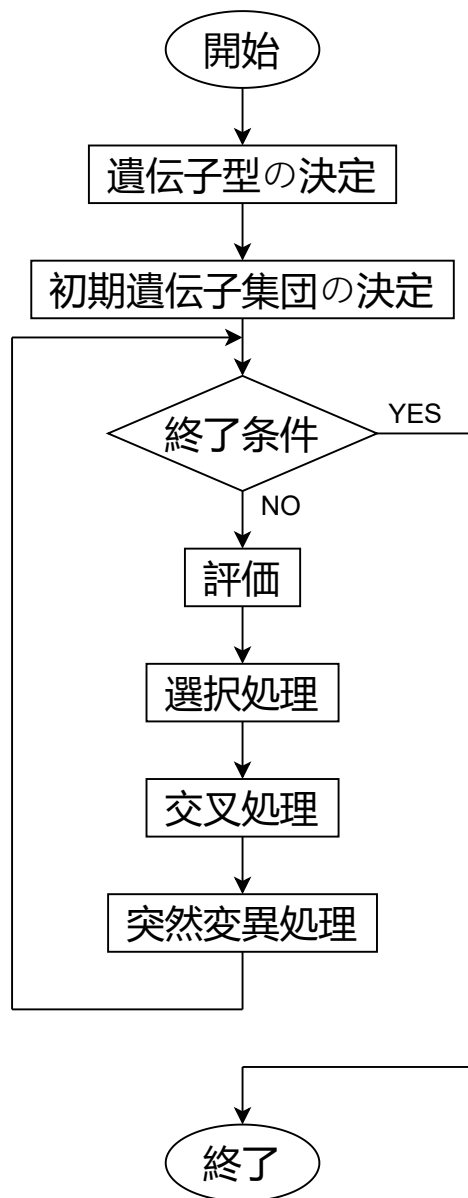 開始
遺伝子型の決定
初期遺伝子集団の決定
終了条件
YES
NO
評価
選択処理
交叉処理
突然変異処理
終了